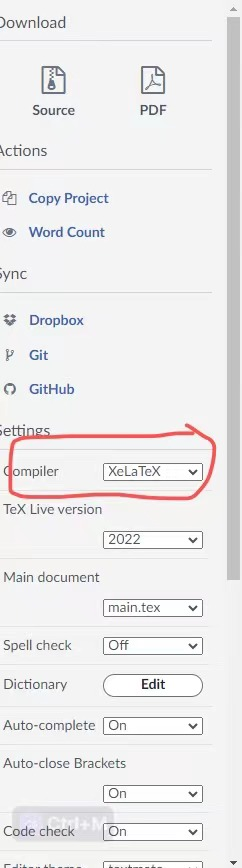 Download
Source PDF
Actions
Copy Project
Word Count
Sync
Dropbox
Git
GitHub
Settings
Compiler XeLaTeX
TeX Live version
2022
Main document
main.tex
Spell check Off
Dictionary Edit
Auto-complete On
Auto-close Brackets
On
Ctrl+M
Code check On